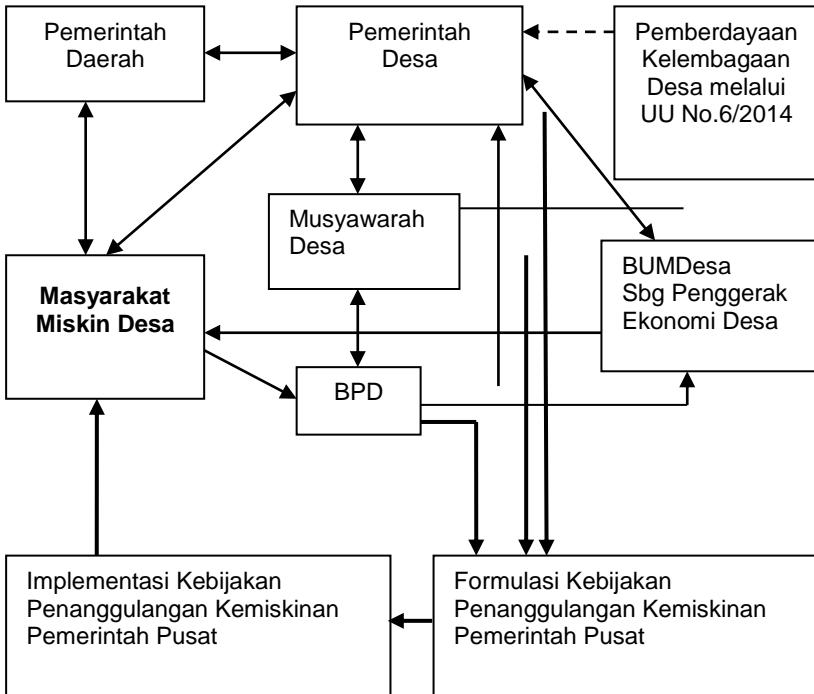 Pemerintah
Daerah
Pemerintah
Desa
Pemberdayaan
Kelembagaan
Desa melalui
UU No.6/2014
Musyawarah
Desa
Masyarakat
Miskin Desa
BUMDesa
Sbg Penggerak
Ekonomi Desa
BPD
Implementasi Kebijakan
Penanggulangan Kemiskinan
Pemerintah Pusat
Formulasi Kebijakan
Penanggulangan Kemiskinan
Pemerintah Pusat